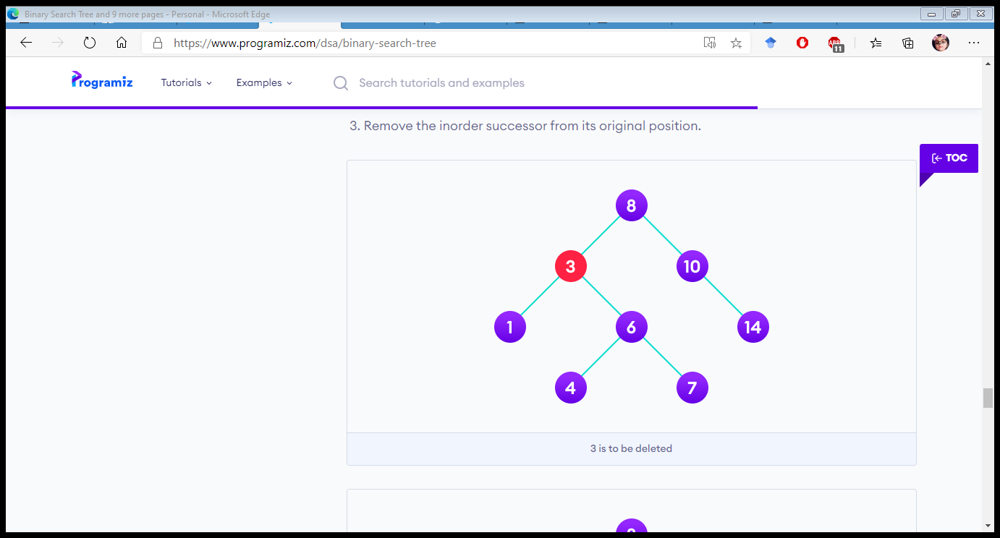 Binary Search Tree and 9 more pages - Personal - Microsoft Edge
https://www.programiz.com/dsa/binary-search-tree
ABP
11
Programiz
Tutorials
Examples
Search tutorials and examples
3. Remove the inorder successor from its original position.
TOC
8
3
10
1
6
14
4
7
3 is to be deleted